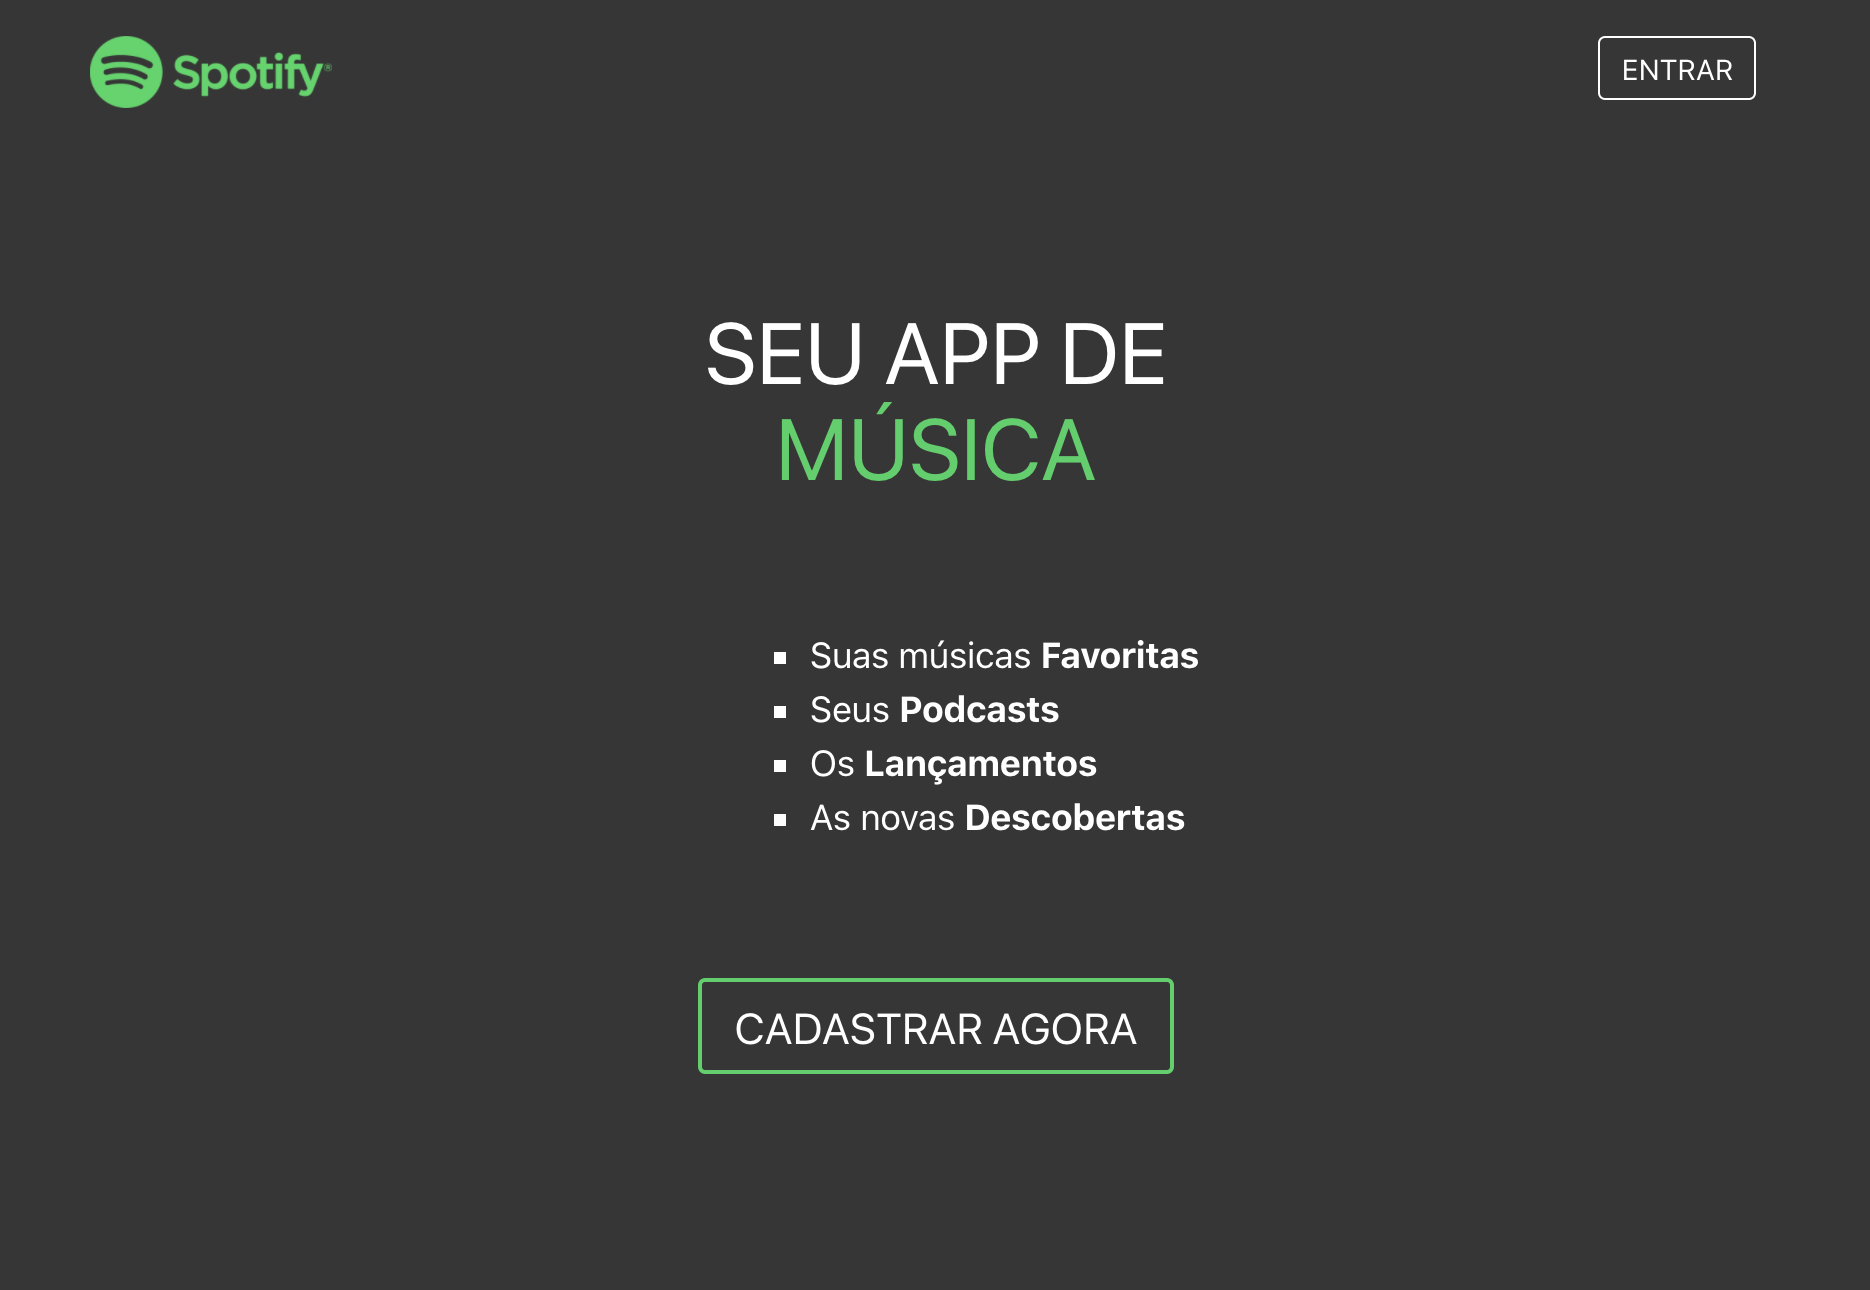 Spotify®
ENTRAR
SEU APP DE
MÚSICA
Suas músicas Favoritas
Seus Podcasts
Os Lançamentos
As novas Descobertas
CADASTRAR AGORA